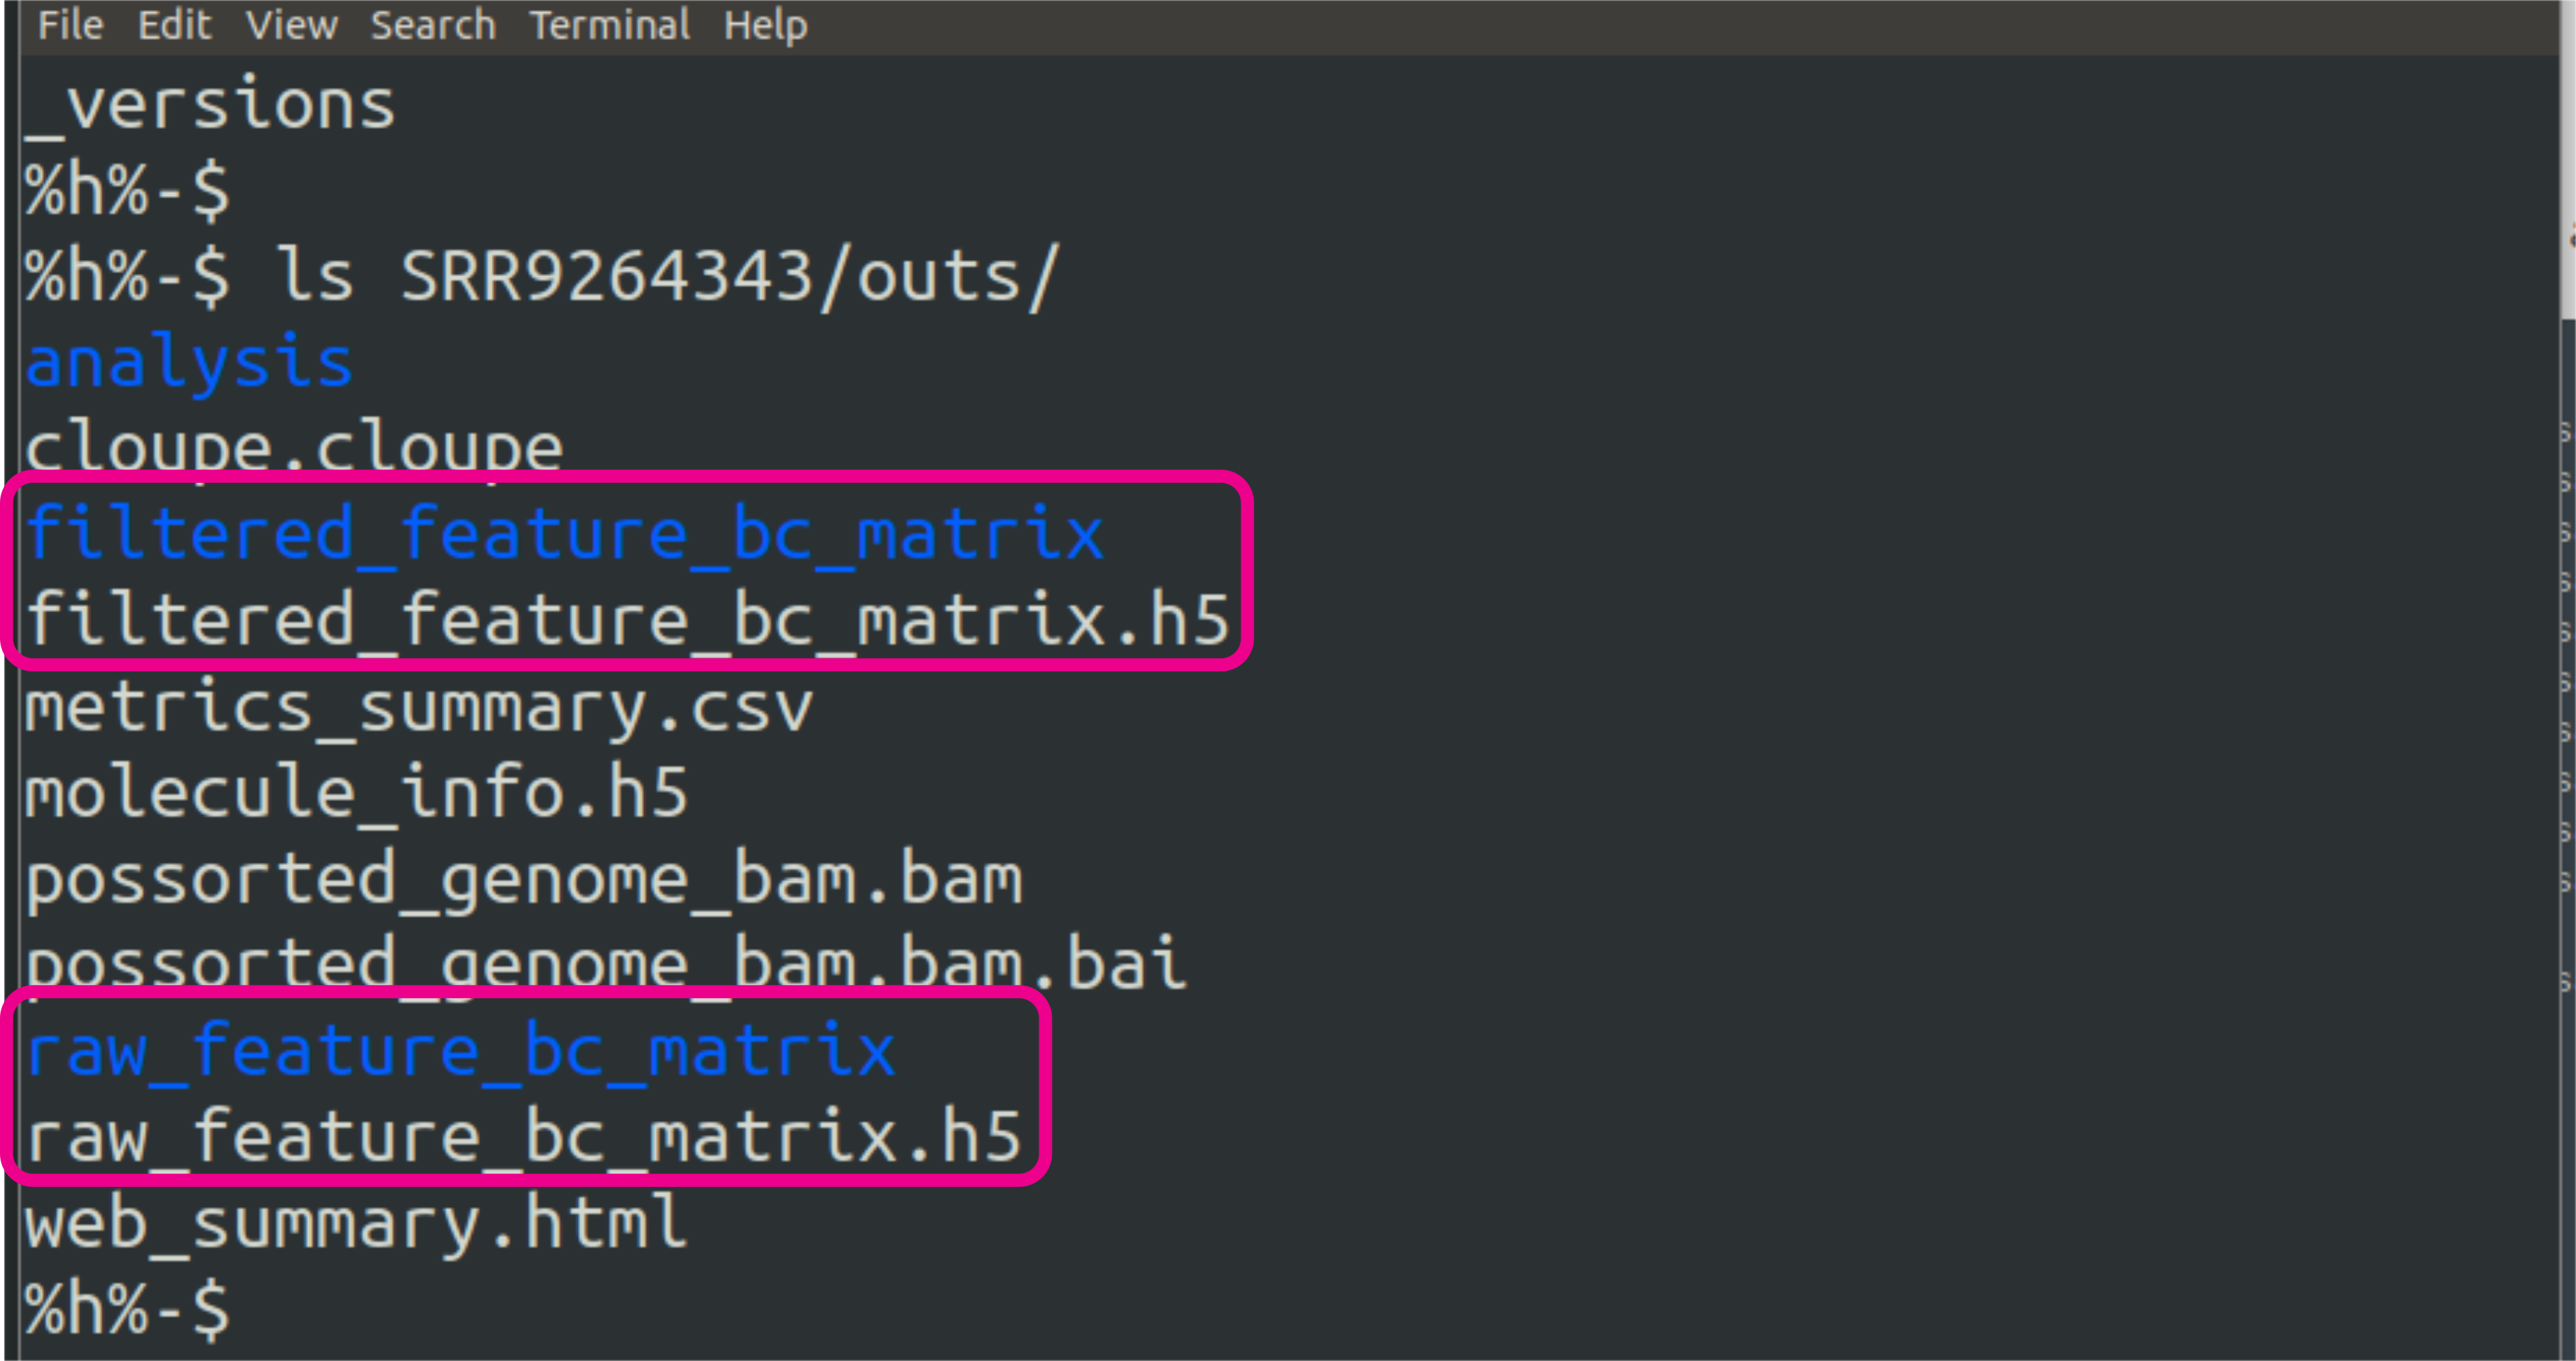 File Edit View Search Terminal Help
_versions
%h%-$
%h%-$ ls SRR9264343/outs/
analysis
cloupe.cloupe
filtered_feature_bc_matrix
filtered_feature_bc_matrix.h5
metrics_summary.csv
molecule_info.h5
possorted_genome_bam.bam
possorted_genome_bam.bam.bai
raw_feature_bc_matrix
raw_feature_bc_matrix.h5
web_summary.html
%h%-$